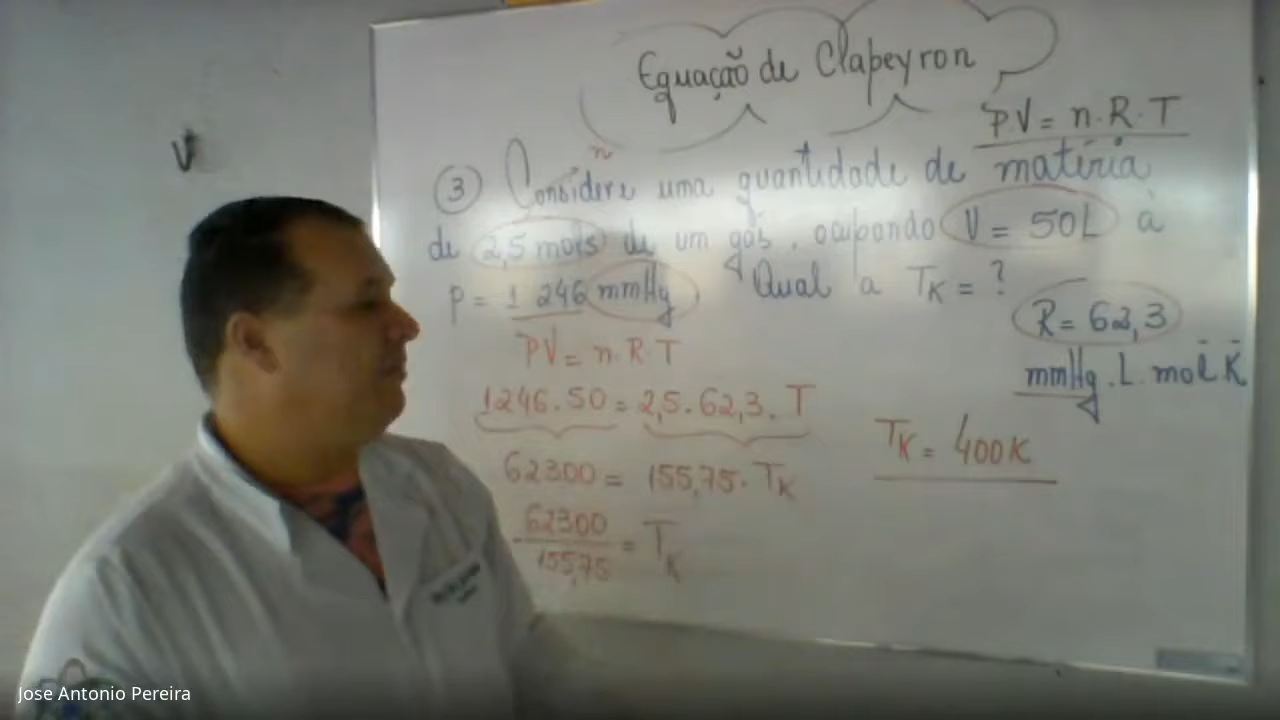 Equação de Clapeyron
PV = n.R.T
n
③ Considere uma quantidade de matéria
de 2,5 mols de um gás, ocupando V = 50L à
P = 1 246 mmHg Qual a TK = ?
R = 62,3
mmHg.L.mol⁻.K⁻
PV = n.R.T
1246.50 = 2,5.62,3.T
62300 = 155,75.TK
62300
155,75
= TK
TK = 400K
Jose Antonio Pereira